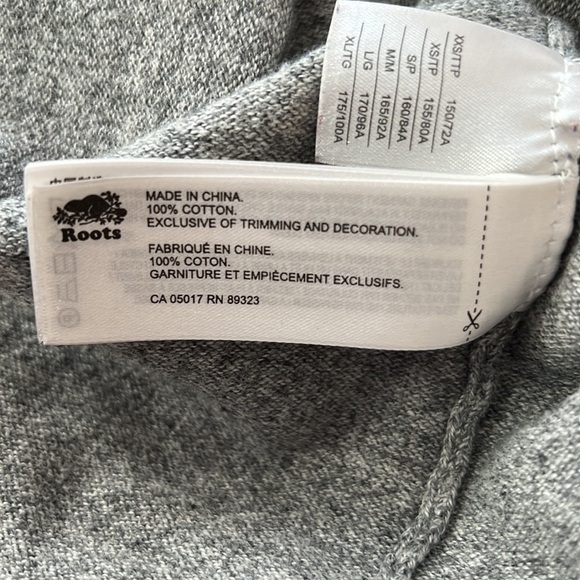 XXS/TTP 150/72A
XS/TP 155/80A
S/P 160/84A
M/M 165/92A
L/G 170/96A
XL/TG 175/100A
Roots
MADE IN CHINA.
100% COTTON.
EXCLUSIVE OF TRIMMING AND DECORATION.
FABRIQUÉ EN CHINE.
100% COTON.
GARNITURE ET EMPIÈCEMENT EXCLUSIFS.
CA 05017 RN 89323